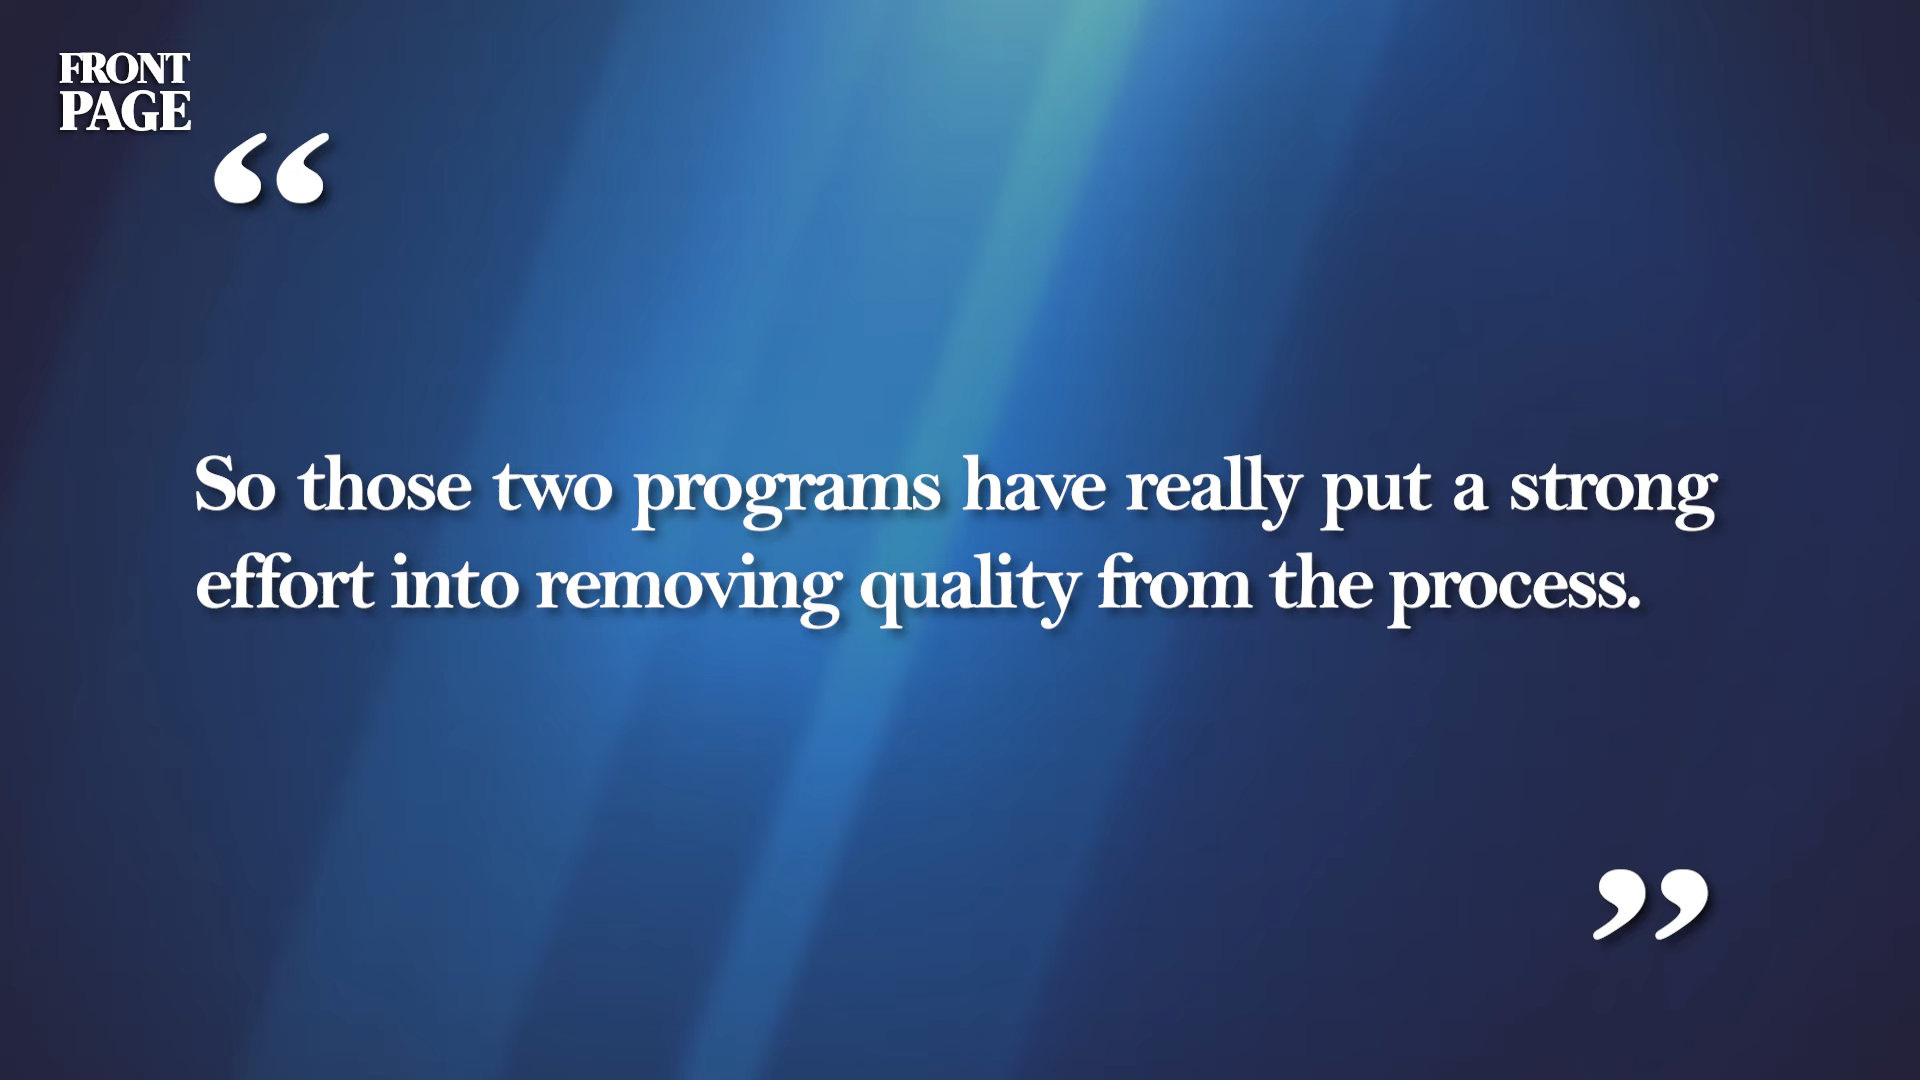 FRONT
PAGE
“
So those two programs have really put a strong
effort into removing quality from the process.
”